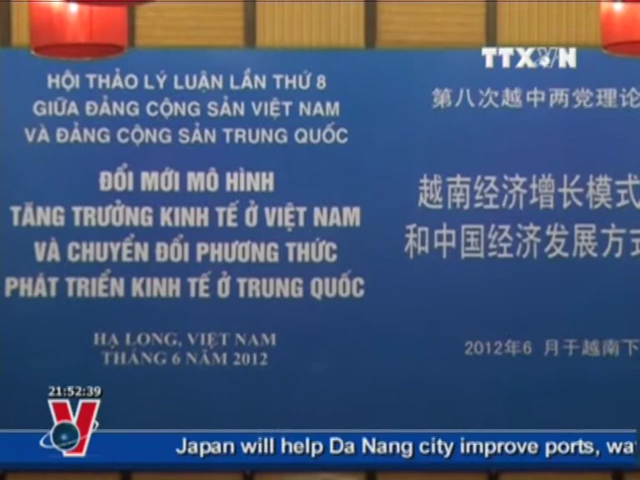 TTXVN
HỘI THẢO LÝ LUẬN LẦN THỨ 8
GIỮA ĐẢNG CỘNG SẢN VIỆT NAM
VÀ ĐẢNG CỘNG SẢN TRUNG QUỐC
ĐỔI MỚI MÔ HÌNH
TĂNG TRƯỞNG KINH TẾ Ở VIỆT NAM
VÀ CHUYỂN ĐỔI PHƯƠNG THỨC
PHÁT TRIỂN KINH TẾ Ở TRUNG QUỐC
HẠ LONG, VIỆT NAM
THÁNG 6 NĂM 2012
第八次越中两党理论
越南经济增长模式
和中国经济发展方式
2012年6 月于越南下
21:52:39
V
Japan will help Da Nang city improve ports, wa